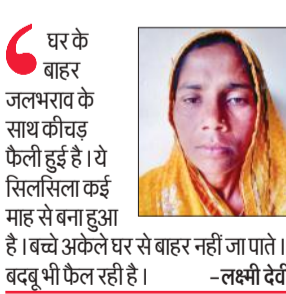 घर के
बाहर
जलभराव के
साथ कीचड़
फैली हुई है । ये
सिलसिला कई
माह से बना हुआ
है । बच्चे अकेले घर से बाहर नहीं जा पाते ।
बदबू भी फैल रही है । -लक्ष्मी देवी